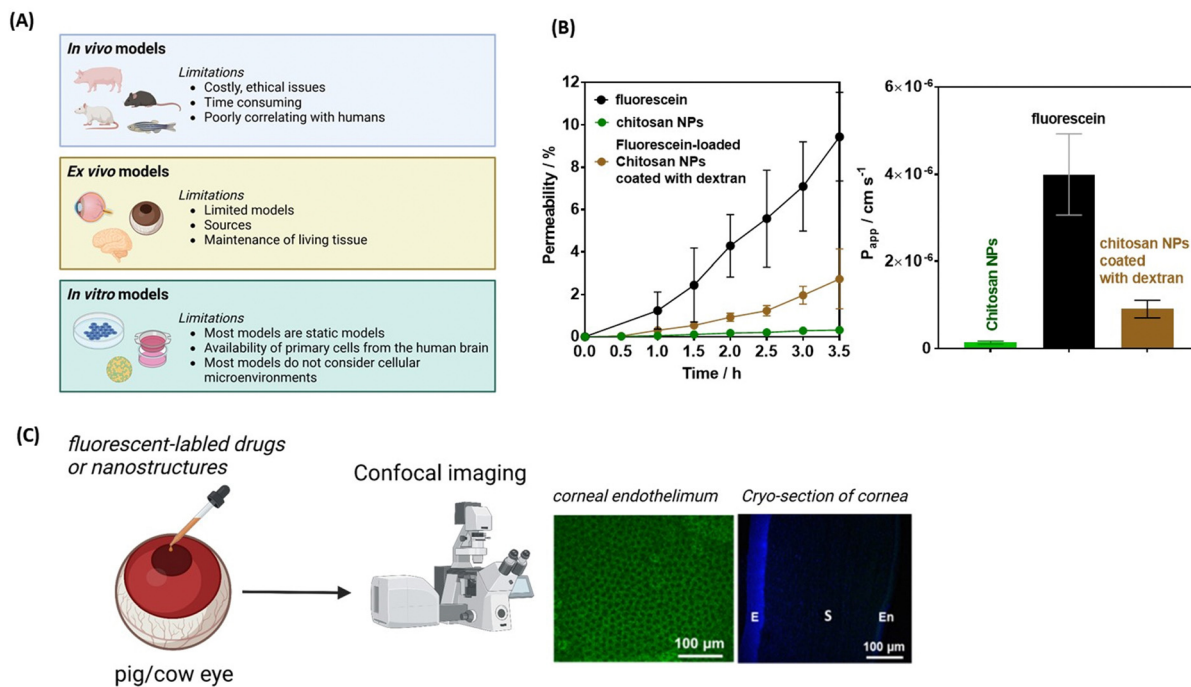 (A)
In vivo models
Limitations
• Costly, ethical issues
• Time consuming
• Poorly correlating with humans
Ex vivo models
Limitations
• Limited models
• Sources
• Maintenance of living tissue
In vitro models
Limitations
• Most models are static models
• Availability of primary cells from the human brain
• Most models do not consider cellular
microenvironments
(B)
12
10
8
6
4
2
0
Permeability / %
fluorescein
chitosan NPs
Fluorescein-loaded
Chitosan NPs
coated with dextran
0.0 0.5 1.0 1.5 2.0 2.5 3.0 3.5
Time / h
6×10-6
4×10-6
2×10-6
0
Papp / cm s-1
Chitosan NPs
fluorescein
chitosan NPs
coated
with dextran
(C)
fluorescent-labled drugs
or nanostructures
pig/cow eye
Confocal imaging
corneal endothelimum
100 µm
Cryo-section of cornea
E S En
100 µm